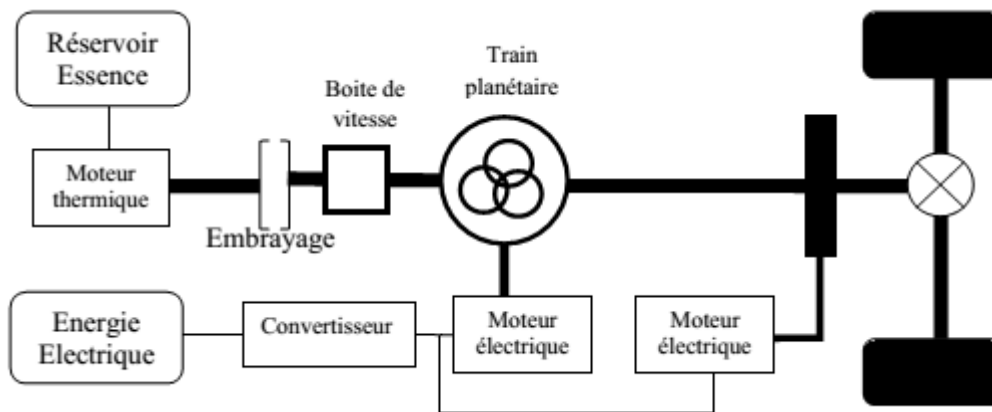 Réservoir
Essence
Train
planétaire
Boite de
vitesse
Moteur
thermique
Embrayage
Energie
Electrique
Convertisseur
Moteur
électrique
Moteur
électrique